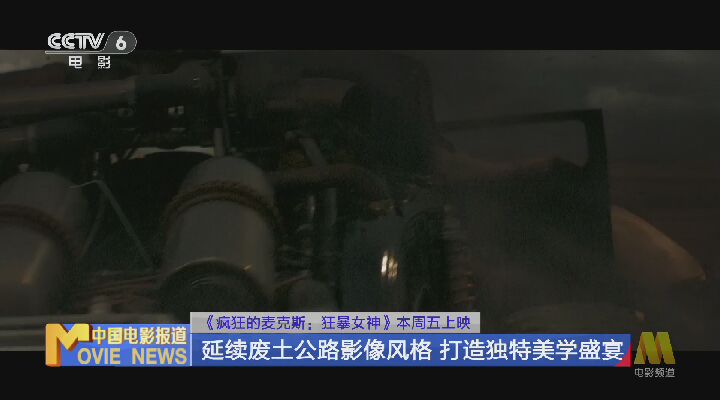 CCTV 6
电影
《疯狂的麦克斯：狂暴女神》本周五上映
中国电影报道
MOVIE NEWS
延续废土公路影像风格 打造独特美学盛宴
电影频道